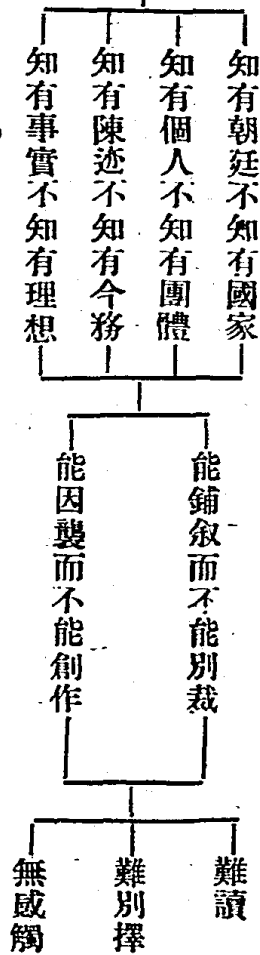 知有朝廷不知有國家
知有個人不知有團體
知有陳迹不知有今務
知有事實不知有理想
能鋪叙而不能別裁
能因襲而不能創作
難讀
難別擇
無感觸